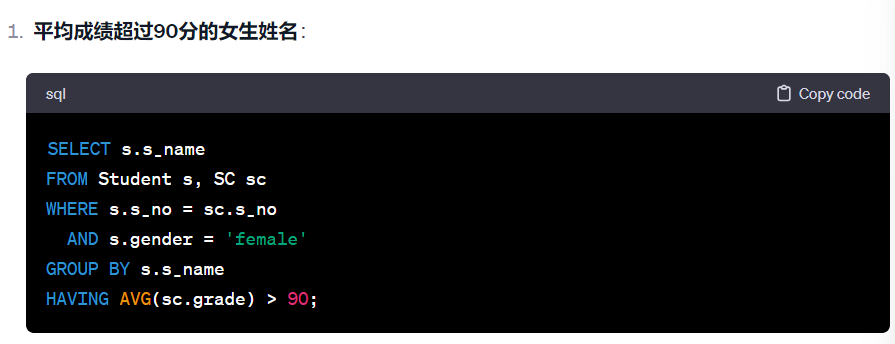 1. 平均成绩超过90分的女生姓名：
sql Copy code
SELECT s.s_name
FROM Student s, SC sc
WHERE s.s_no = sc.s_no
AND s.gender = 'female'
GROUP BY s.s_name
HAVING AVG(sc.grade) > 90;